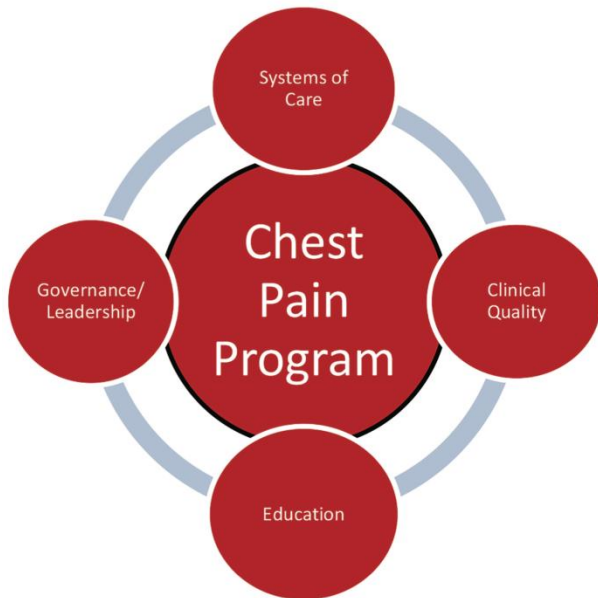 Systems of
Care
Chest
Pain
Program
Governance/
Leadership
Clinical
Quality
Education